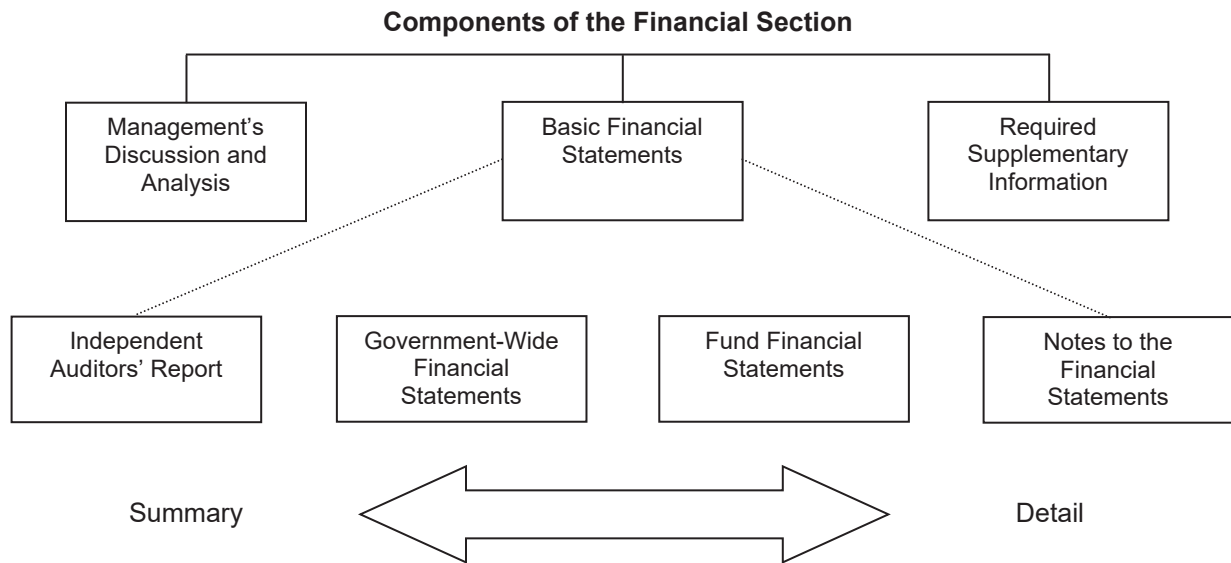 Components of the Financial Section
Management’s
Discussion and
Analysis
Basic Financial
Statements
Required
Supplementary
Information
Independent
Auditors’ Report
Government-Wide
Financial
Statements
Fund Financial
Statements
Notes to the
Financial
Statements
Summary
Detail